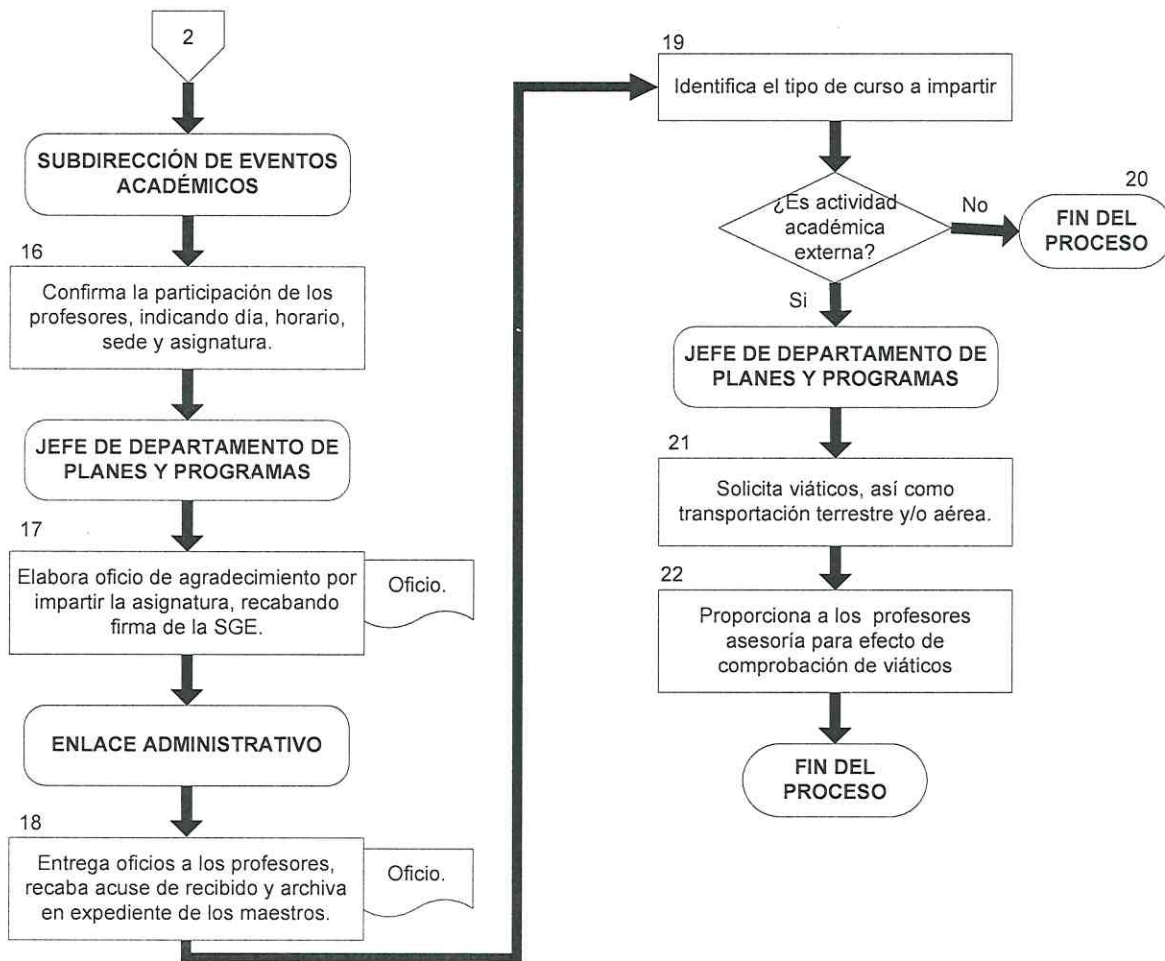 2
SUBDIRECCIÓN DE EVENTOS
ACADÉMICOS
16
Confirma la participación de los
profesores, indicando día, horario,
sede y asignatura.
JEFE DE DEPARTAMENTO DE
PLANES Y PROGRAMAS
17
Elabora oficio de agradecimiento por
impartir la asignatura, recabando
firma de la SGE.
Oficio.
ENLACE ADMINISTRATIVO
18
Entrega oficios a los profesores,
recaba acuse de recibido y archiva
en expediente de los maestros.
Oficio.
19
Identifica el tipo de curso a impartir
¿Es actividad
académica
externa?
No
20
FIN DEL
PROCESO
Si
JEFE DE DEPARTAMENTO DE
PLANES Y PROGRAMAS
21
Solicita viáticos, así como
transportación terrestre y/o aérea.
22
Proporciona a los profesores
asesoría para efecto de
comprobación de viáticos
FIN DEL
PROCESO